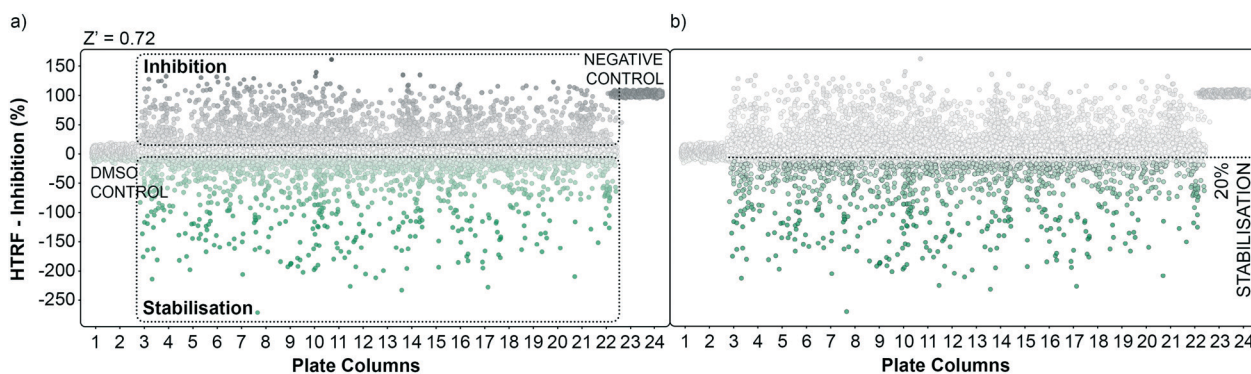 a)
Z' = 0.72
HTRF - Inhibition (%)
150
100
50
0
-50
-100
-150
-200
-250
Inhibition
NEGATIVE
CONTROL
DMSO
CONTROL
Stabilisation
1 2 3 4 5 6 7 8 9 10 11 12 13 14 15 16 17 18 19 20 21 22 23 24
Plate Columns
b)
20%
STABILISATION
1 2 3 4 5 6 7 8 9 10 11 12 13 14 15 16 17 18 19 20 21 22 23 24
Plate Columns